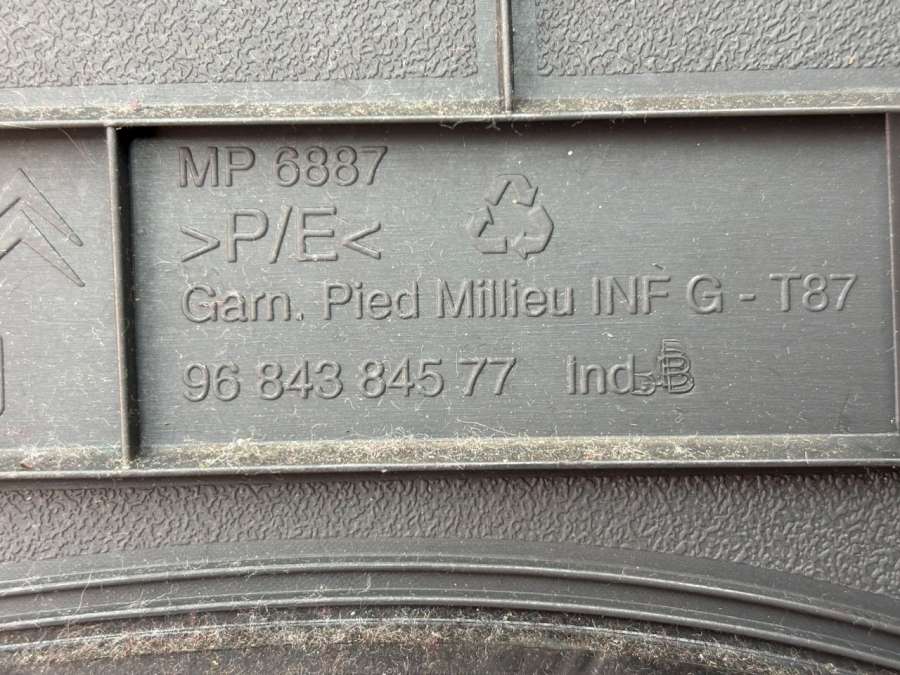 MP 6887
>P/E<
Garn. Pied Millieu INF G - T87
96 843 845 77 Ind. B